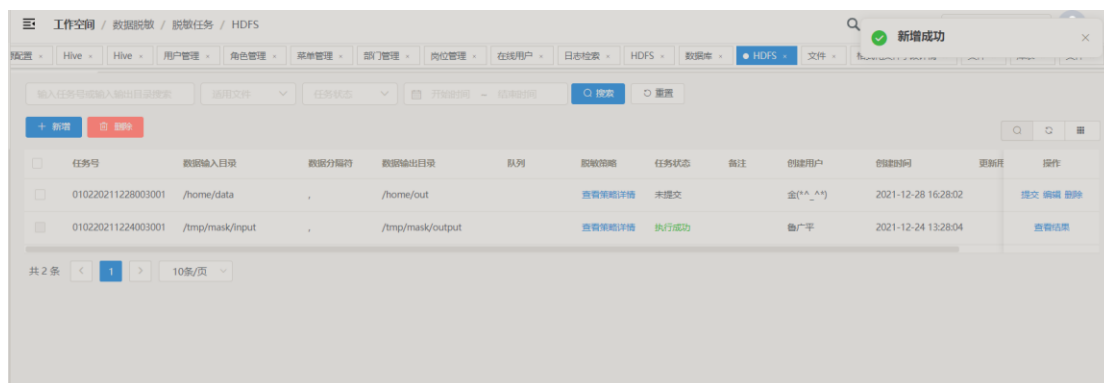 工作空间 / 数据脱敏 / 脱敏任务 / HDFS
新增成功
Hive × Hive × 用户管理 × 角色管理 × 菜单管理 × 部门管理 × 岗位管理 × 在线用户 × 日志检索 × HDFS × 数据库 × HDFS × 文件 ×
输入任务号或输入输出目录搜索 适用文件 任务状态 开始时间 – 结束时间 搜索 重置
+ 新增 删除
任务号 数据输入目录 数据分隔符 数据输出目录 队列 脱敏策略 任务状态 备注 创建用户 创建时间 更新用 操作
010220211228003001 /home/data , /home/out 查看策略详情 未提交 金(*^_^*) 2021-12-28 16:28:02 提交 编辑 删除
010220211224003001 /tmp/mask/input , /tmp/mask/output 查看策略详情 执行成功 鲁广平 2021-12-24 13:28:04 查看结果
共 2 条 < 1 > 10条/页